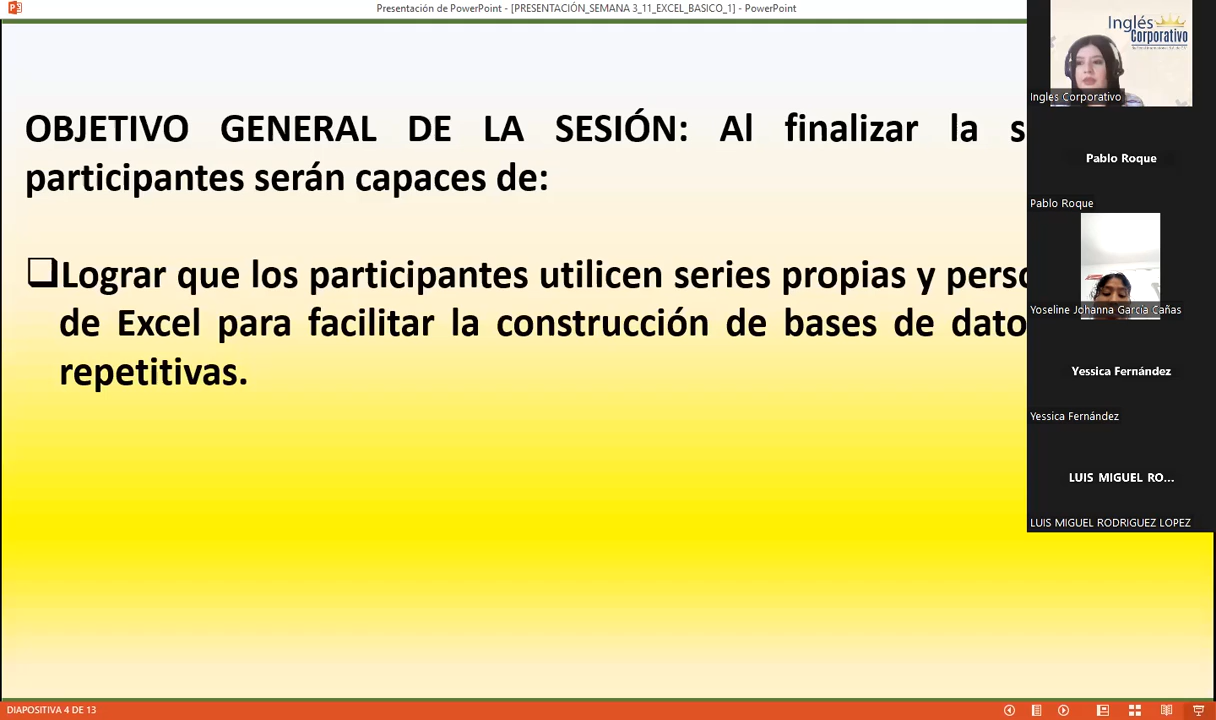 Presentación de PowerPoint - [PRESENTACIÓN_SEMANA 3_11_EXCEL_BASICO_1] - PowerPoint
OBJETIVO GENERAL DE LA SESIÓN: Al finalizar la s
participantes serán capaces de:
Lograr que los participantes utilicen series propias y perso
de Excel para facilitar la construcción de bases de dato
repetitivas.
Inglés
Corporativo
Ingles Corporativo
Pablo Roque
Pablo Roque
Yoseline Johanna Garcia Cañas
Yessica Fernández
Yessica Fernández
LUIS MIGUEL RO...
LUIS MIGUEL RODRIGUEZ LOPEZ
DIAPOSITIVA 4 DE 13